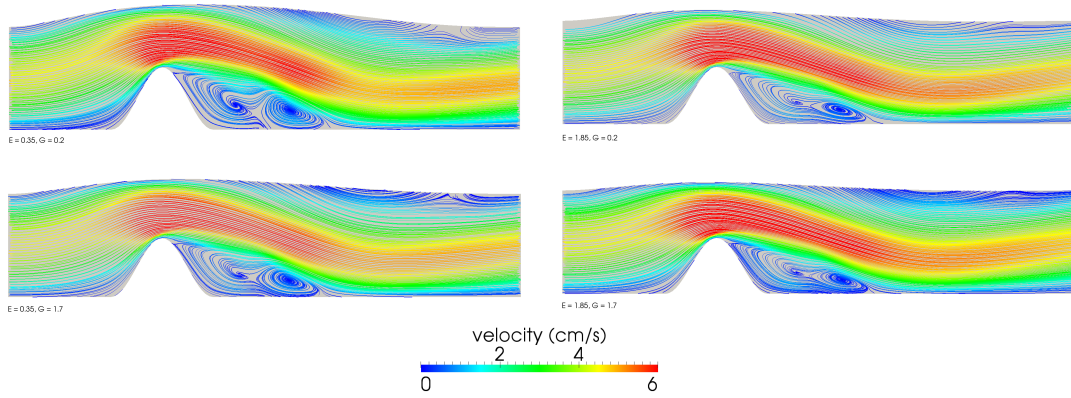 E = 0.35, G = 0.2
E = 1.85, G = 0.2
E = 0.35, G = 1.7
E = 1.85, G = 1.7
velocity (cm/s)
2 4
0 6